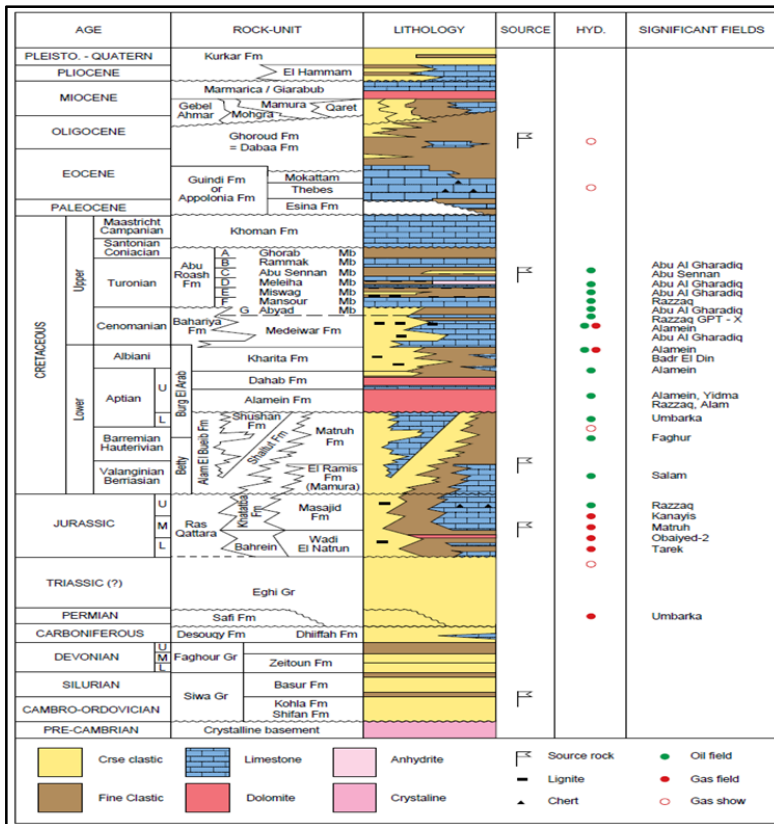 AGE ROCK-UNIT LITHOLOGY SOURCE HYD. SIGNIFICANT FIELDS
PLEISTO. - QUATERN Kurkar Fm
PLIOCENE El Hammam
MIOCENE Marmarica / Giarabub
Gebel Ahmar Mohgra Mamura Qaret
OLIGOCENE Ghoroud Fm
= Dabaa Fm
EOCENE Guindi Fm or Appolonia Fm
Mokattam
Thebes
PALEOCENE Esina Fm
CRETACEOUS
Upper
Maastricht
Campanian
Khoman Fm
Santonian
Coniacian
Turonian
Abu Roash Fm
A Ghorab Mb
B Rammak Mb
C Abu Sennan Mb
D Meleiha Mb
E Miswag Mb
F Mansour Mb
G Abyad Mb
Cenomanian Bahariya Fm Medeiwar Fm
Abu Al Gharadiq
Abu Sennan
Abu Al Gharadiq
Abu Al Gharadiq
Razzaq
Abu Al Gharadiq
Razzaq GPT - X
Alamein
Abu Al Gharadiq
Lower
Albiani Burg El Arab Kharita Fm
Alamein
Badr El Din
Alamein
Aptian U L
Dahab Fm
Alamein Fm
Alamein, Yidma
Razzaq, Alam
Umbarka
Barremian
Hauterivian
Valanginian
Berriasian
Betty
Alam El Bueib Fm
Shushan Fm
Shaltut Fm
Matruh Fm
El Ramis Fm
(Mamura)
Faghur
Salam
JURASSIC U M L
Ras Qattara
Khatatba Fm
Masajid Fm
Bahrein
Wadi El Natrun
Razzaq
Kanayis
Matruh
Obaiyed-2
Tarek
TRIASSIC (?) Eghi Gr
PERMIAN Safi Fm Umbarka
CARBONIFEROUS Desouqy Fm Dhiffah Fm
DEVONIAN U M L Faghour Gr Zeitoun Fm
SILURIAN Siwa Gr Basur Fm
CAMBRO-ORDOVICIAN Kohla Fm
Shifan Fm
PRE-CAMBRIAN Crystalline basement
Crse clastic Limestone Anhydrite Source rock Oil field
Lignite Gas field
Fine Clastic Dolomite Crystaline Chert Gas show